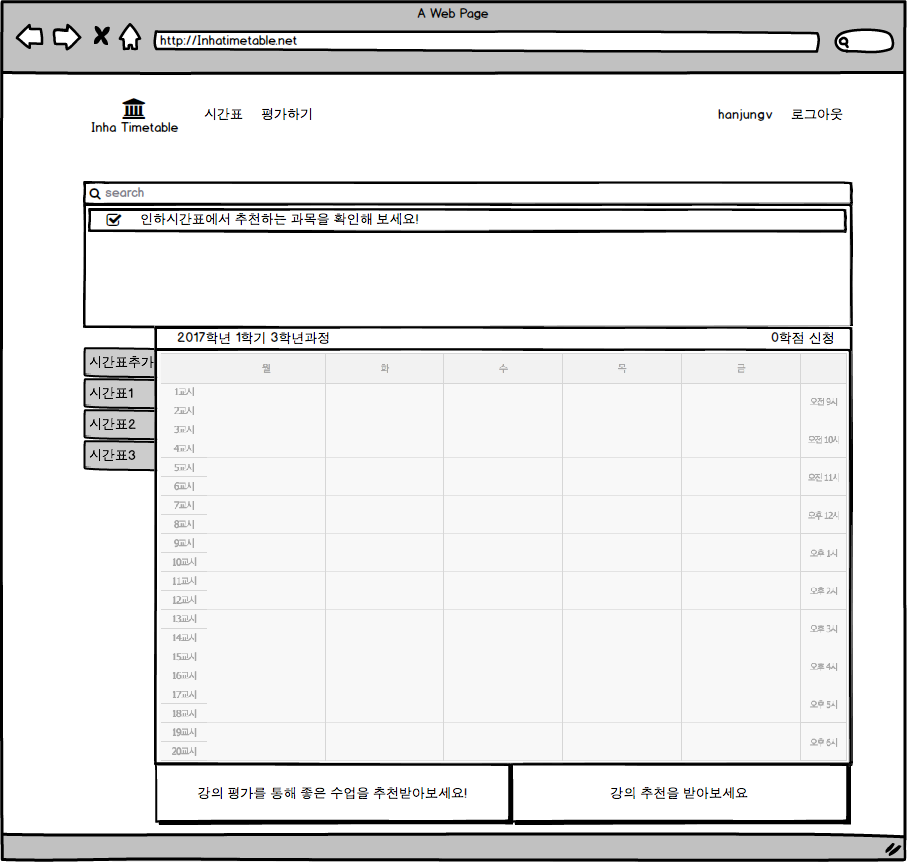 A Web Page
http://Inhatimetable.net
Inha Timetable
시간표 평가하기
hanjungv 로그아웃
search
인하시간표에서 추천하는 과목을 확인해 보세요!
2017학년 1학기 3학년과정 0학점 신청
시간표추가
시간표1
시간표2
시간표3
월 화 수 목 금
1교시
오전 9시
2교시
3교시
오전 10시
4교시
5교시
오전 11시
6교시
7교시
오후 12시
8교시
9교시
오후 1시
10교시
11교시
오후 2시
12교시
13교시
오후 3시
14교시
15교시
오후 4시
16교시
17교시
오후 5시
18교시
19교시
오후 6시
20교시
강의 평가를 통해 좋은 수업을 추천받아보세요!
강의 추천을 받아보세요